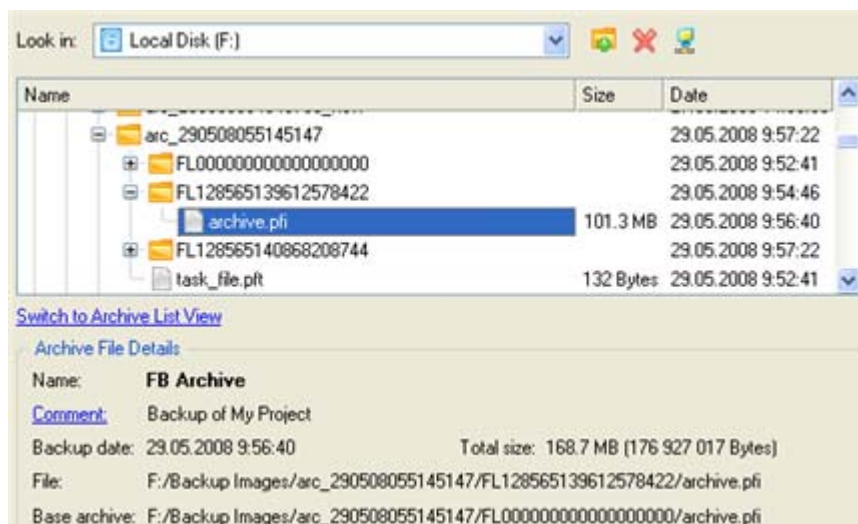 Look in: Local Disk (F:)
Name Size Date
arc_290508055145147 29.05.2008 9:57:22
FL000000000000000000 29.05.2008 9:52:41
FL128565139612578422 29.05.2008 9:54:46
archive.pfi 101.3 MB 29.05.2008 9:56:40
FL128565140868208744 29.05.2008 9:57:22
task_file.pft 132 Bytes 29.05.2008 9:52:41
Switch to Archive List View
Archive File Details
Name: FB Archive
Comment: Backup of My Project
Backup date: 29.05.2008 9:56:40 Total size: 168.7 MB (176 927 017 Bytes)
File: F:/Backup Images/arc_290508055145147/FL128565139612578422/archive.pfi
Base archive: F:/Backup Images/arc_290508055145147/FL000000000000000000/archive.pfi